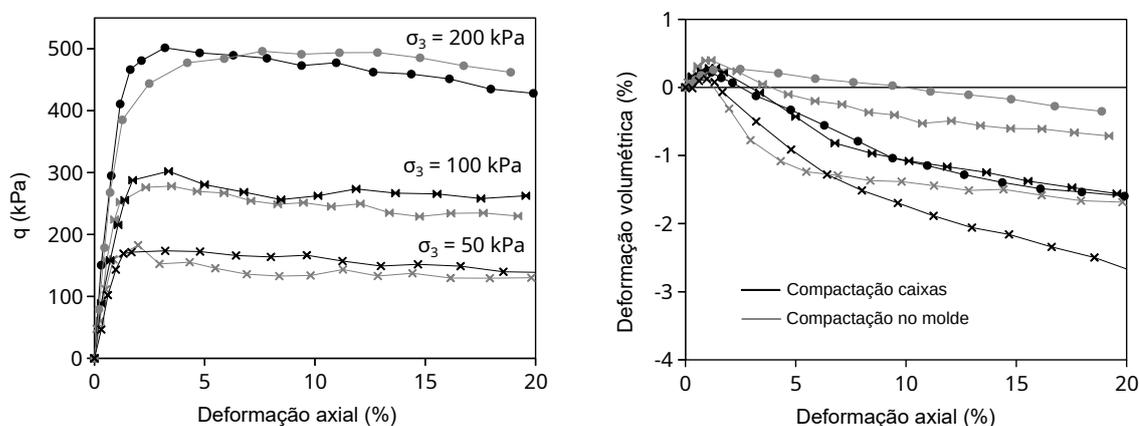 500
400
300
200
100
0
q (kPa)
σ3 = 200 kPa
σ3 = 100 kPa
σ3 = 50 kPa
0 5 10 15 20
Deformação axial (%)
1
0
-1
-2
-3
-4
Deformação volumétrica (%)
Compactação caixas
Compactação no molde
0 5 10 15 20
Deformação axial (%)